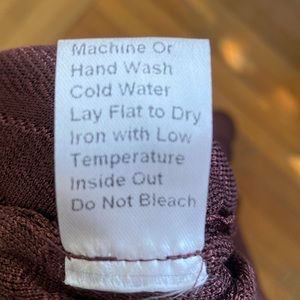 Machine Or
Hand Wash
Cold Water
Lay Flat to Dry
Iron with Low
Temperature
Inside Out
Do Not Bleach